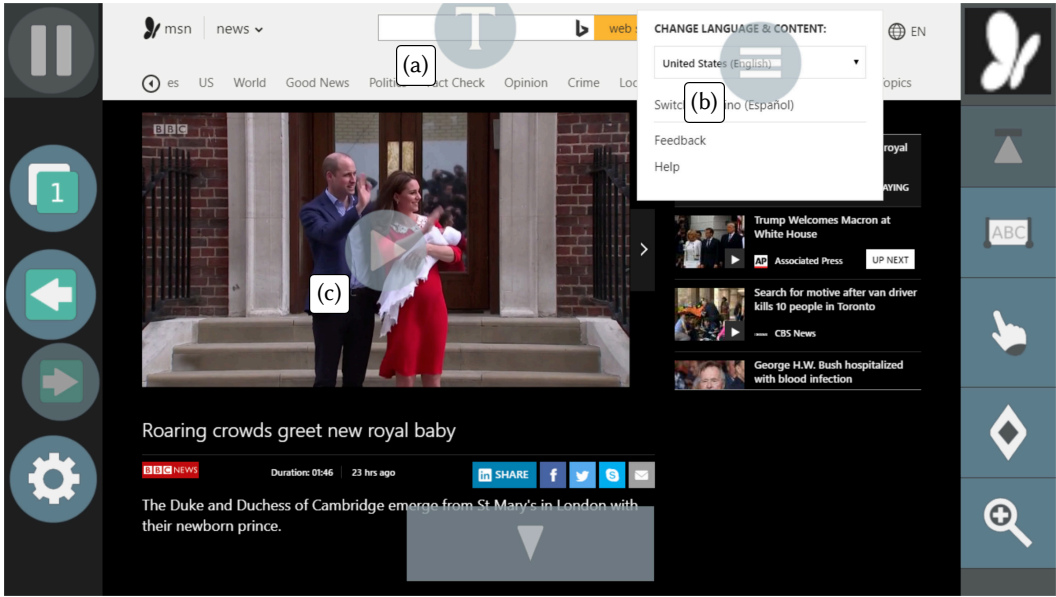 msn
news
T
web s
CHANGE LANGUAGE & CONTENT:
EN
(a)
United States (English)
es US World Good News Politic Fact Check Opinion Crime Loc opics
(b)
Switch ino (Español)
Feedback
Help
BBC
royal
AYING
1
Trump Welcomes Macron at
White House
AP Associated Press UP NEXT
ABC
(c)
Search for motive after van driver
kills 10 people in Toronto
CBS News
George H.W. Bush hospitalized
with blood infection
Roaring crowds greet new royal baby
BBC NEWS Duration: 01:46 23 hrs ago in SHARE f
The Duke and Duchess of Cambridge emerge from St Mary's in London with
their newborn prince.